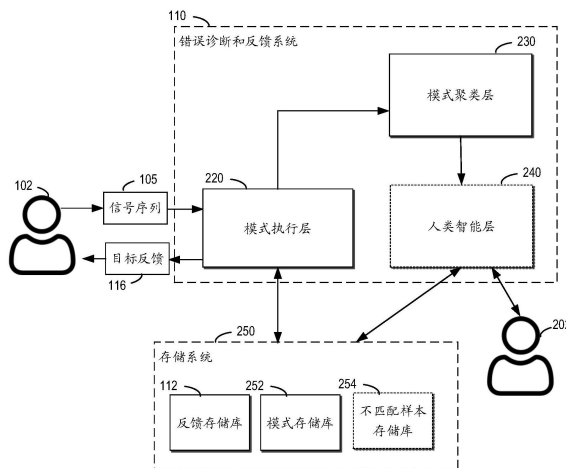 110
错误诊断和反馈系统
230
模式聚类层
102
105
信号序列
220
模式执行层
240
人类智能层
目标反馈
116
250
存储系统
112
反馈存储库
252
模式存储库
254
不匹配样本
存储库